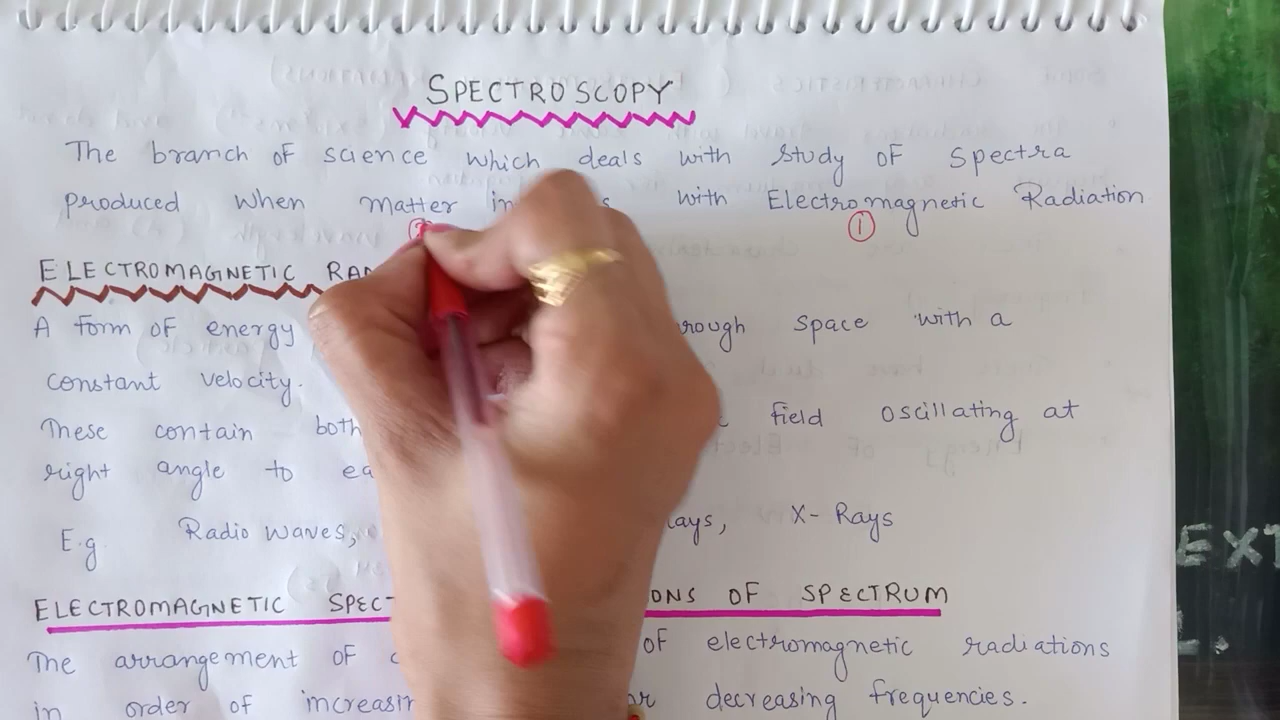 SPECTROSCOPY
The branch of science which deals with study of Spectra
produced when matter with Electromagnetic Radiation
① 
ELECTROMAGNETIC
A form of energy space with a
constant velocity.
These contain both field oscillating at
right angle to
E.g Radio waves, X-Rays
ELECTROMAGNETIC OF SPECTRUM
The arrangement of of electromagnetic radiations
in order of decreasing frequencies.